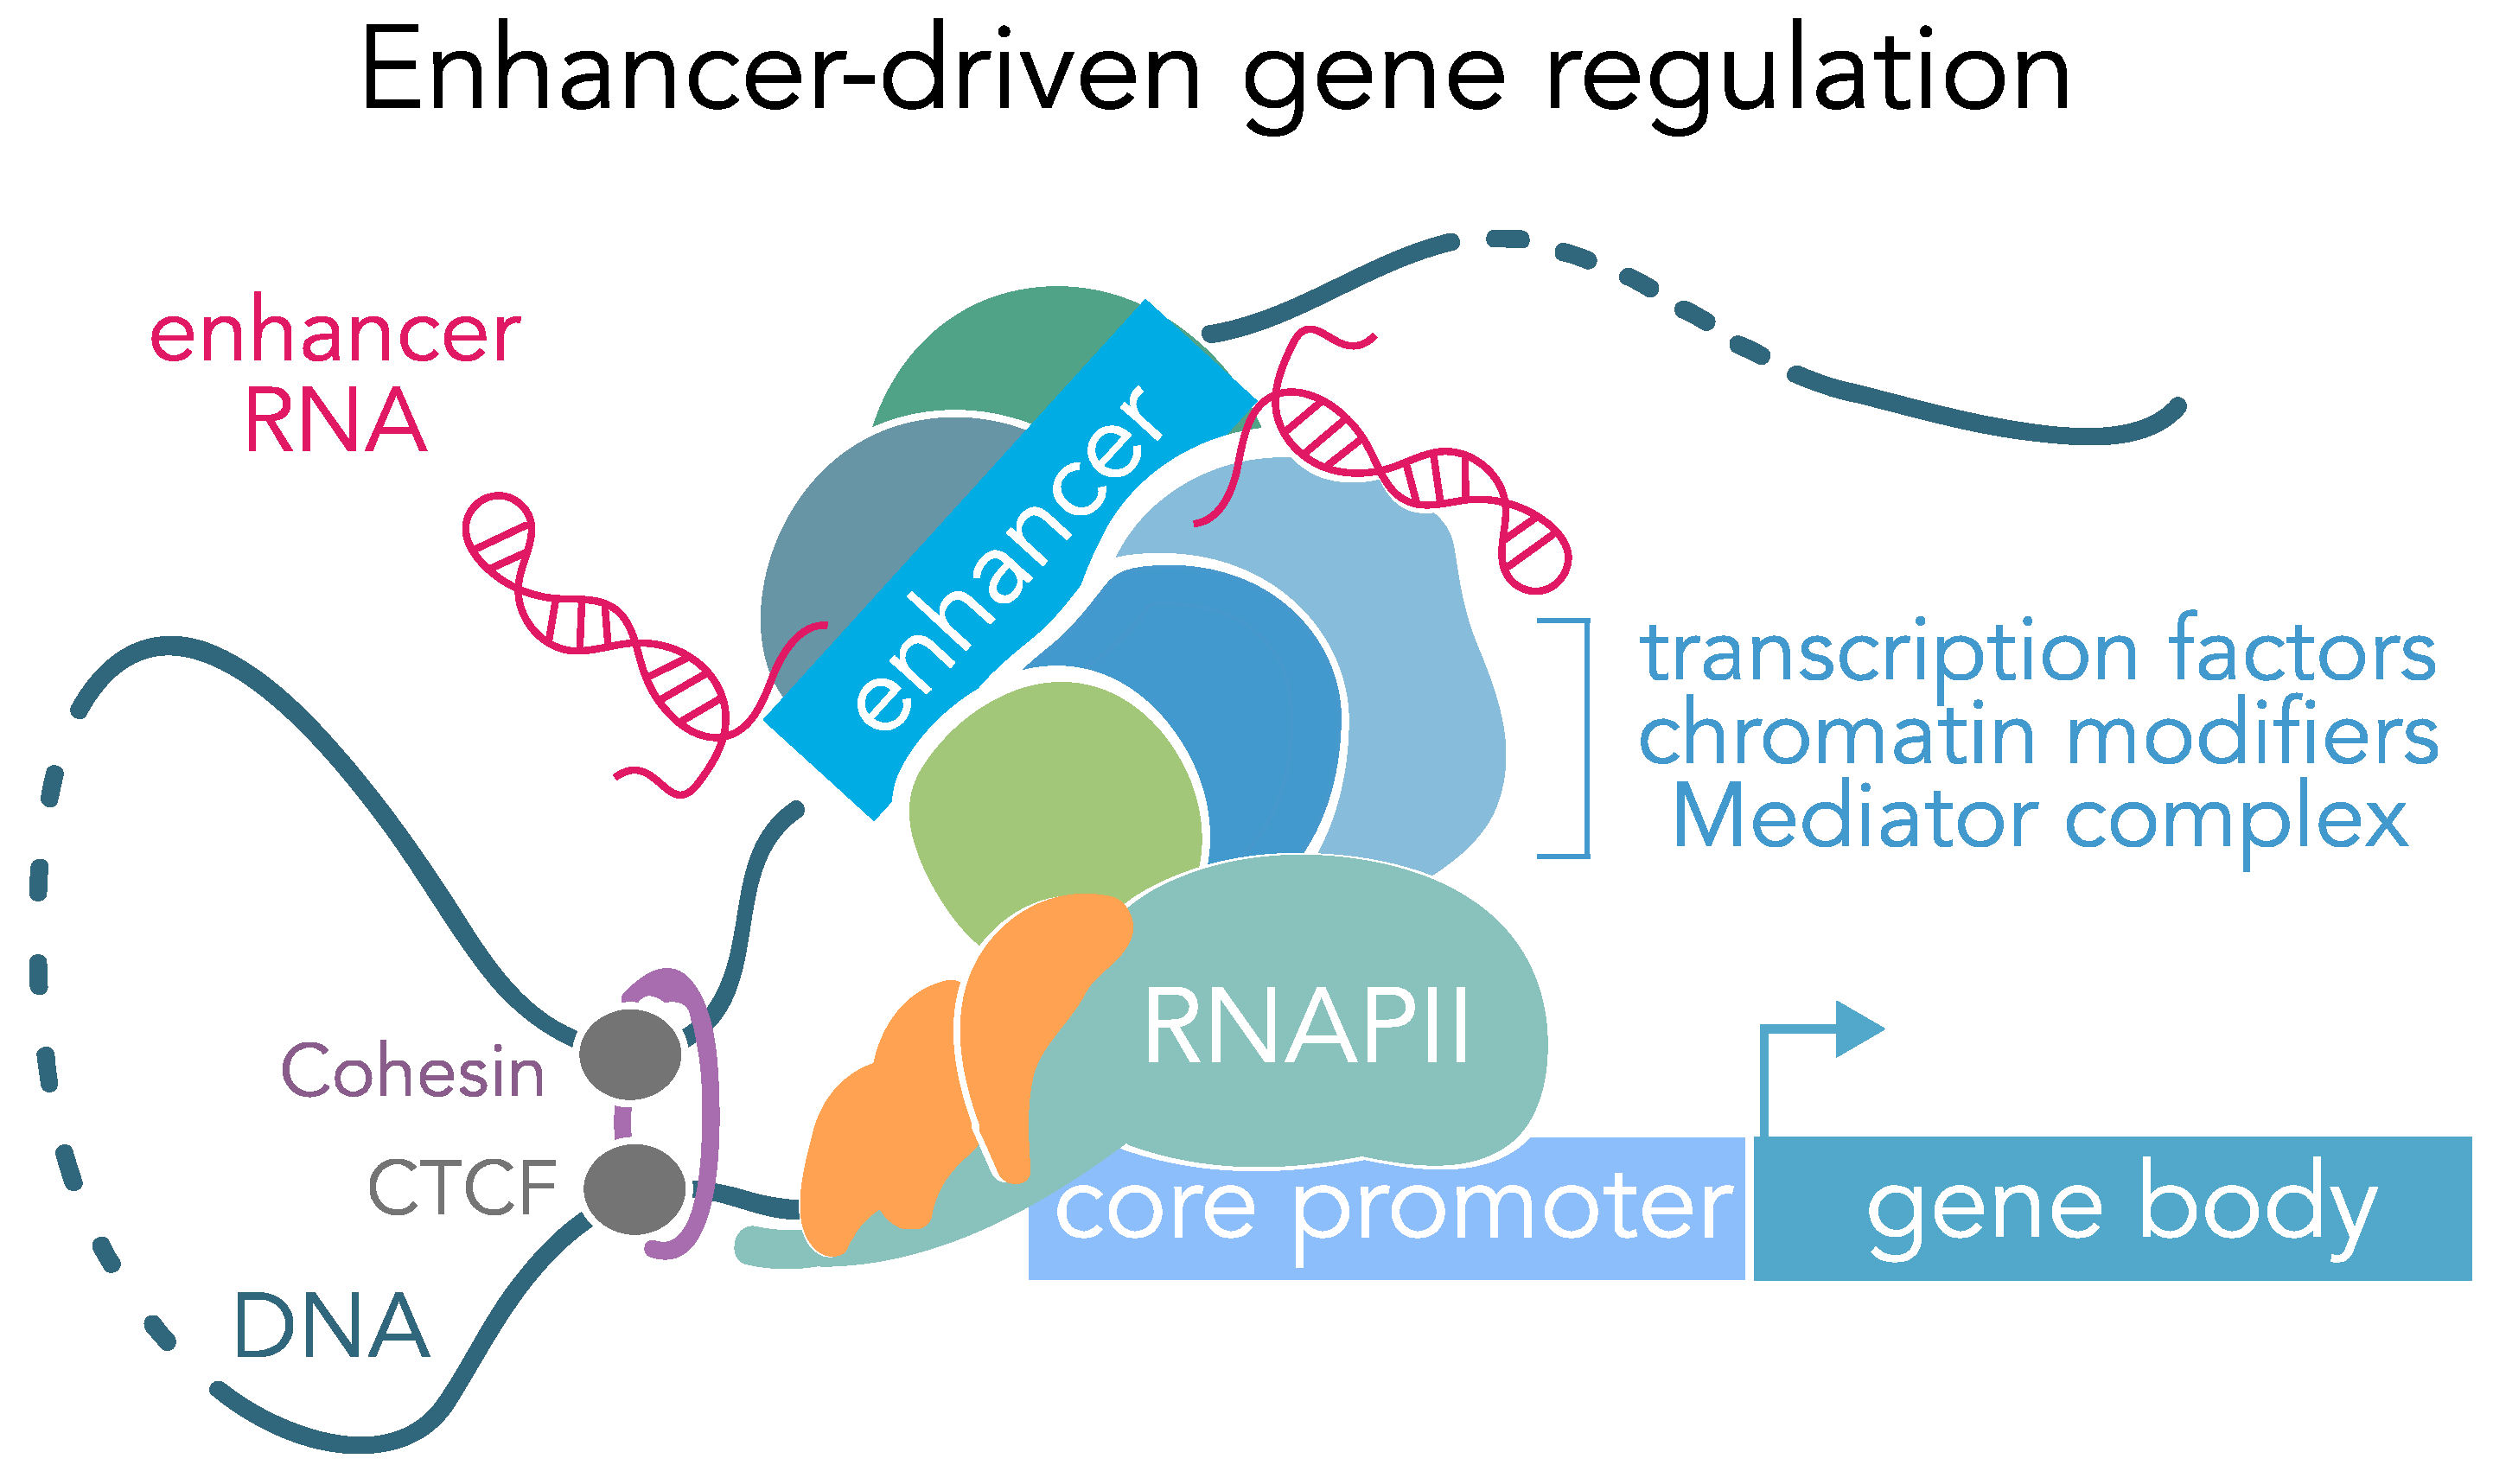 Enhancer-driven gene regulation
enhancer
RNA
enhancer
transcription factors
chromatin modifiers
Mediator complex
RNAPII
Cohesin
CTCF
core promoter
gene body
DNA